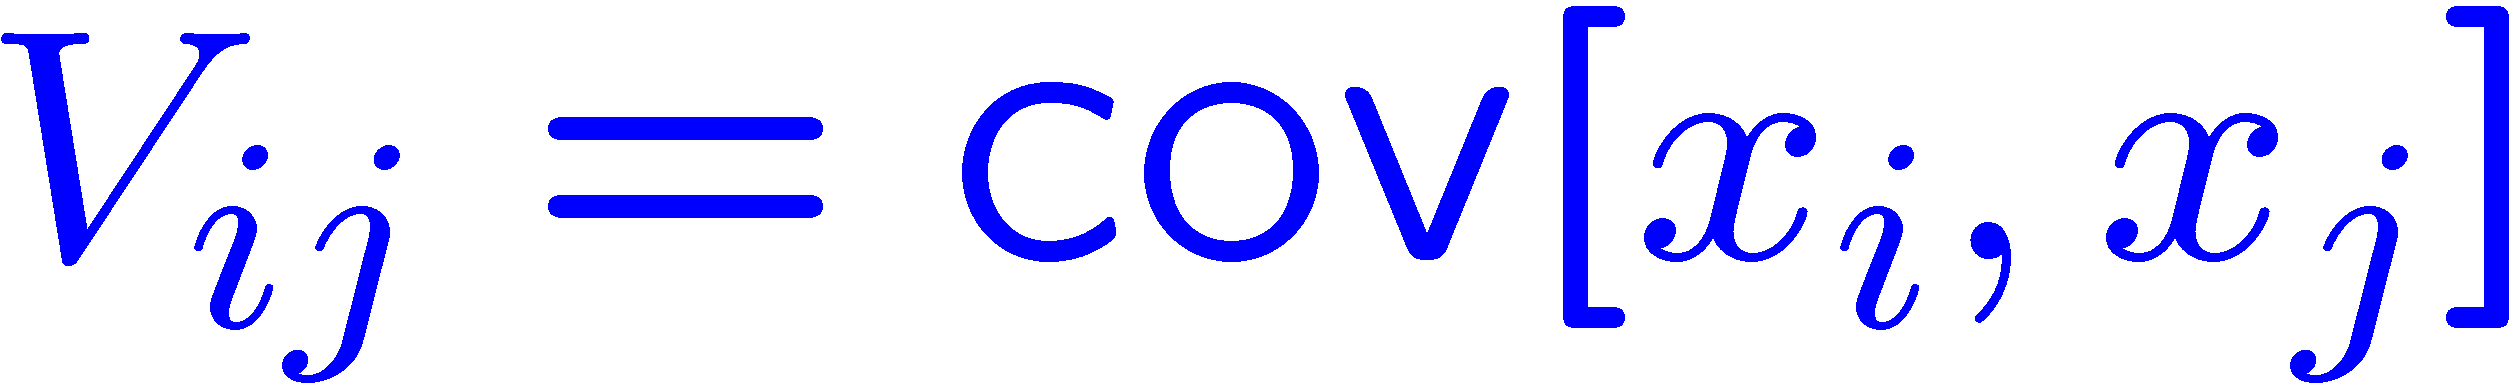 V_{ij} = cov[x_i, x_j]